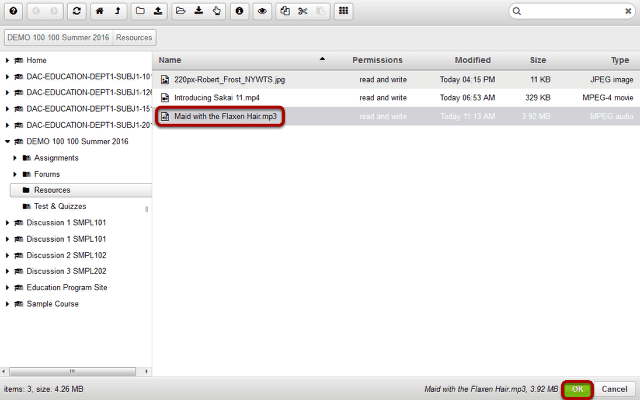 DEMO 100 100 Summer 2016 Resources
Home
DAC-EDUCATION-DEPT1-SUBJ1-101
DAC-EDUCATION-DEPT1-SUBJ1-126
DAC-EDUCATION-DEPT1-SUBJ1-151
DAC-EDUCATION-DEPT1-SUBJ1-201
DEMO 100 100 Summer 2016
Assignments
Forums
Resources
Test & Quizzes
Discussion 1 SMPL101
Discussion 1 SMPL101
Discussion 2 SMPL102
Discussion 3 SMPL202
Education Program Site
Sample Course
Name Permissions Modified Size Type
220px-Robert_Frost_NYWTS.jpg read and write Today 04:15 PM 11 KB JPEG image
Introducing Sakai 11.mp4 read and write Today 06:53 AM 329 KB MPEG-4 movie
Maid with the Flaxen Hair.mp3 read and write Today 11:13 AM 3.92 MB MPEG audio
items: 3, size: 4.26 MB
Maid with the Flaxen Hair.mp3, 3.92 MB OK Cancel